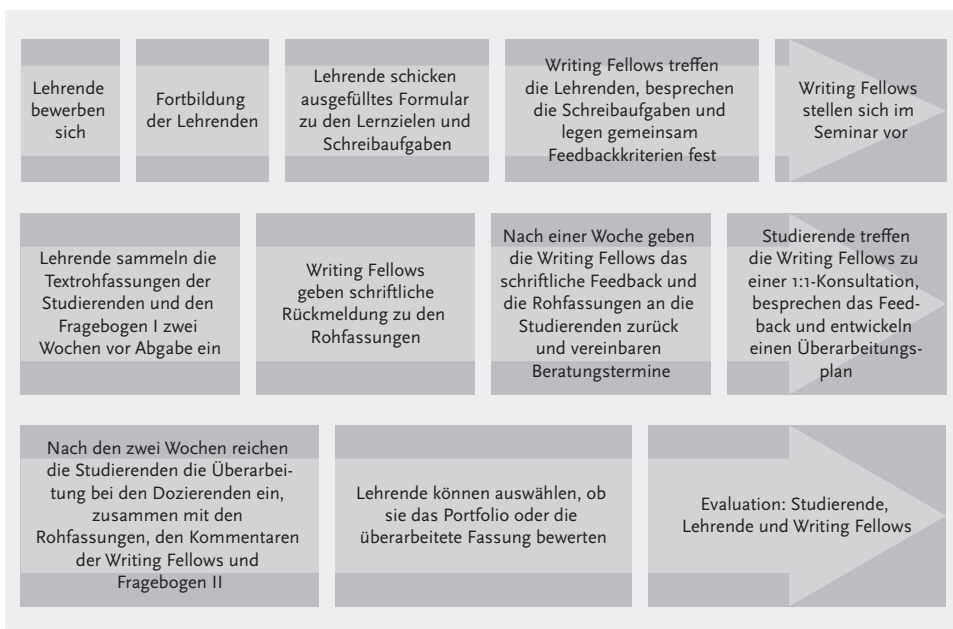 Lehrende
bewerben
sich
Fortbildung
der Lehrenden
Lehrende schicken
ausgefülltes Formular
zu den Lernzielen und
Schreibaufgaben
Writing Fellows treffen
die Lehrenden, besprechen
die Schreibaufgaben und
legen gemeinsam
Feedbackkriterien fest
Writing Fellows
stellen sich im
Seminar vor
Lehrende sammeln die
Textrohfassungen der
Studierenden und den
Fragebogen I zwei
Wochen vor Abgabe ein
Writing Fellows
geben schriftliche
Rückmeldung zu den
Rohfassungen
Nach einer Woche geben
die Writing Fellows das
schriftliche Feedback und
die Rohfassungen an die
Studierenden zurück
und vereinbaren
Beratungstermine
Studierende treffen
die Writing Fellows zu
einer 1:1-Konsultation,
besprechen das Feed-
back und entwickeln
einen Überarbeitungs-
plan
Nach den zwei Wochen reichen
die Studierenden die Überarbei-
tung bei den Dozierenden ein,
zusammen mit den
Rohfassungen, den Kommentaren
der Writing Fellows und
Fragebogen II
Lehrende können auswählen, ob
sie das Portfolio oder die
überarbeitete Fassung bewerten
Evaluation: Studierende,
Lehrende und Writing Fellows